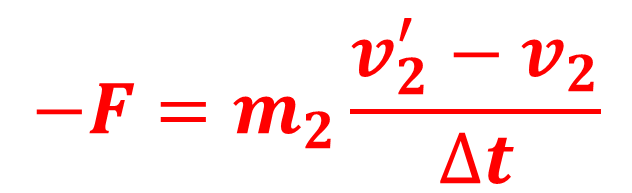 −F = m₂ (v′₂ − v₂)/Δt